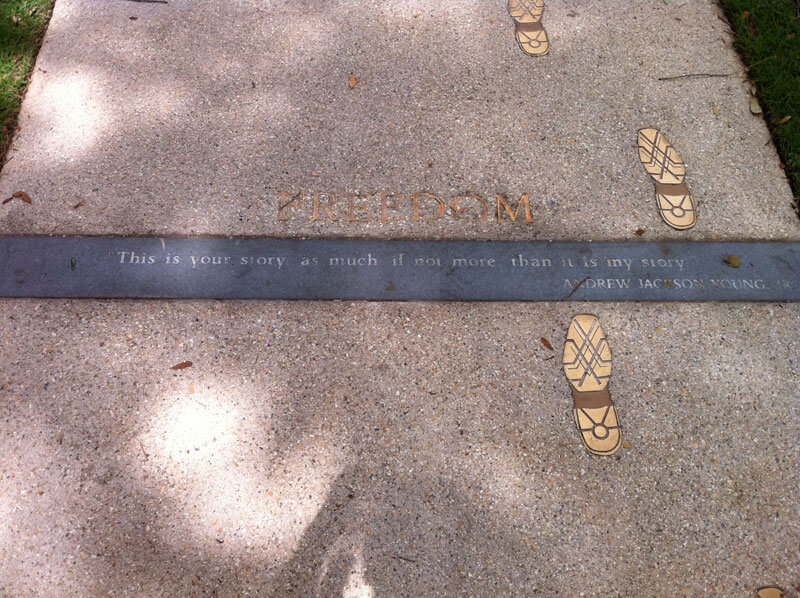 FREEDOM
"This is your story, as much, if not more, than it is my story"
ANDREW JACKSON YOUNG, JR.